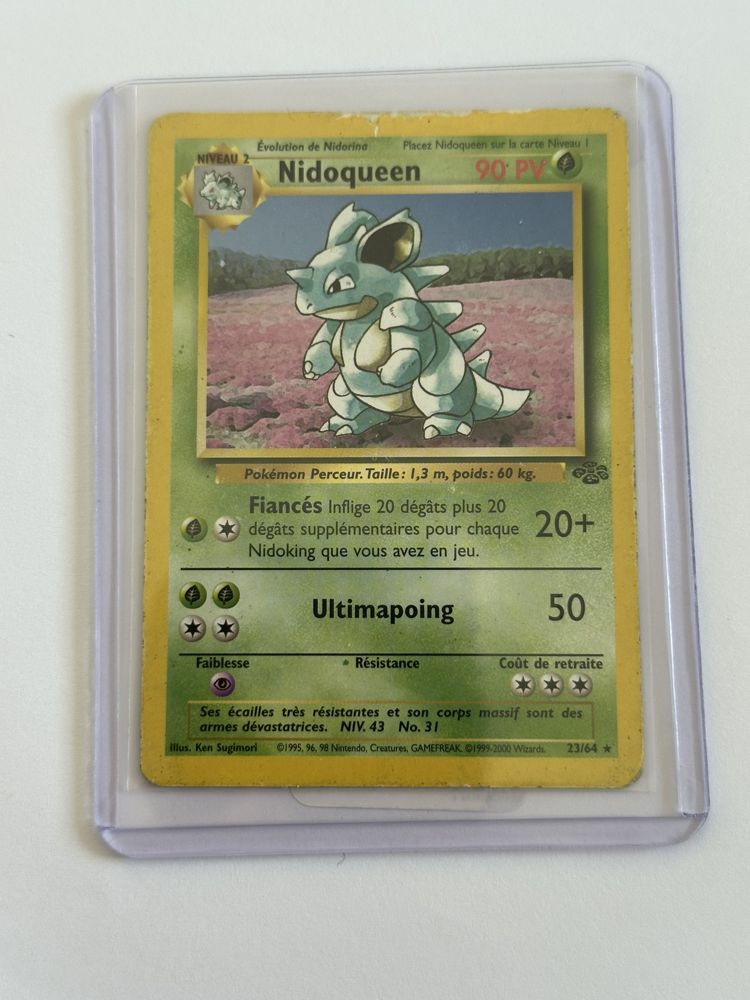 Évolution de Nidorina
Placez Nidoqueen sur la carte Niveau 1
NIVEAU 2
Nidoqueen
90 PV
Pokémon Perceur. Taille: 1,3 m, poids: 60 kg.
Fiancés Inflige 20 dégâts plus 20
dégâts supplémentaires pour chaque
Nidoking que vous avez en jeu.
20+
Ultimapoing
50
Faiblesse
Résistance
Coût de retraite
Ses écailles très résistantes et son corps massif sont des
armes dévastatrices. NIV. 43 No. 31
Illus. Ken Sugimori ©1995, 96, 98 Nintendo, Creatures, GAMEFREAK. ©1999-2000 Wizards. 23/64 ★